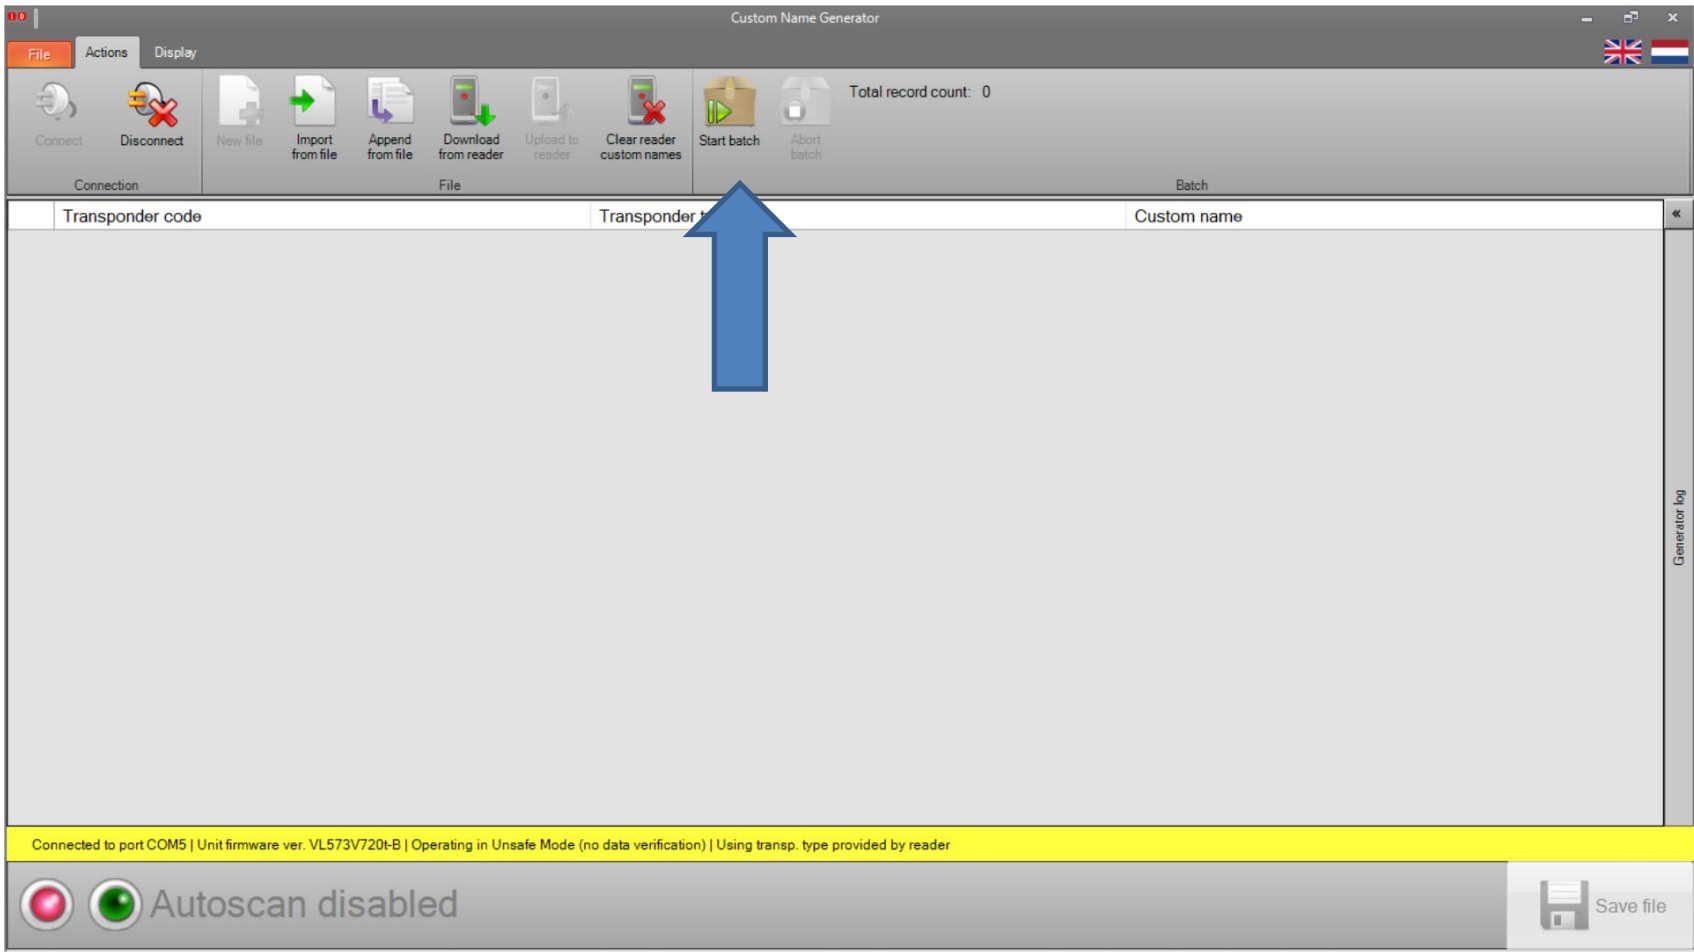 Custom Name Generator
File Actions Display
Connect Disconnect New file Import from file Append from file Download from reader Upload to reader Clear reader custom names Start batch Abort batch Total record count: 0
Connection File Batch
Transponder code Transponder Custom name
Generator log
Connected to port COM5 | Unit firmware ver. VL573V720t-B | Operating in Unsafe Mode (no data verification) | Using transp. type provided by reader
Autoscan disabled Save file